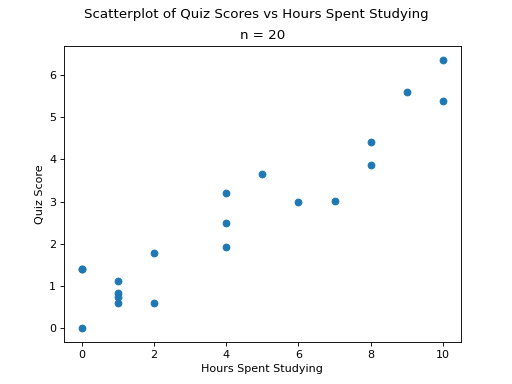 Scatterplot of Quiz Scores vs Hours Spent Studying
n = 20
6
5
4
3
2
1
0
Quiz Score
0 2 4 6 8 10
Hours Spent Studying